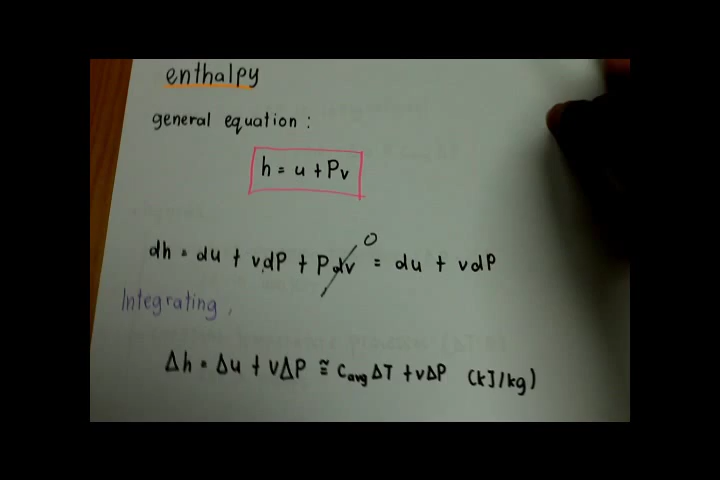 enthalpy
general equation :
h = u + Pv
dh = du + vdP + Pdv 0 = du + vdP
Integrating,
Δh = Δu + vΔP ≅ Cavg ΔT + vΔP (kJ/kg)